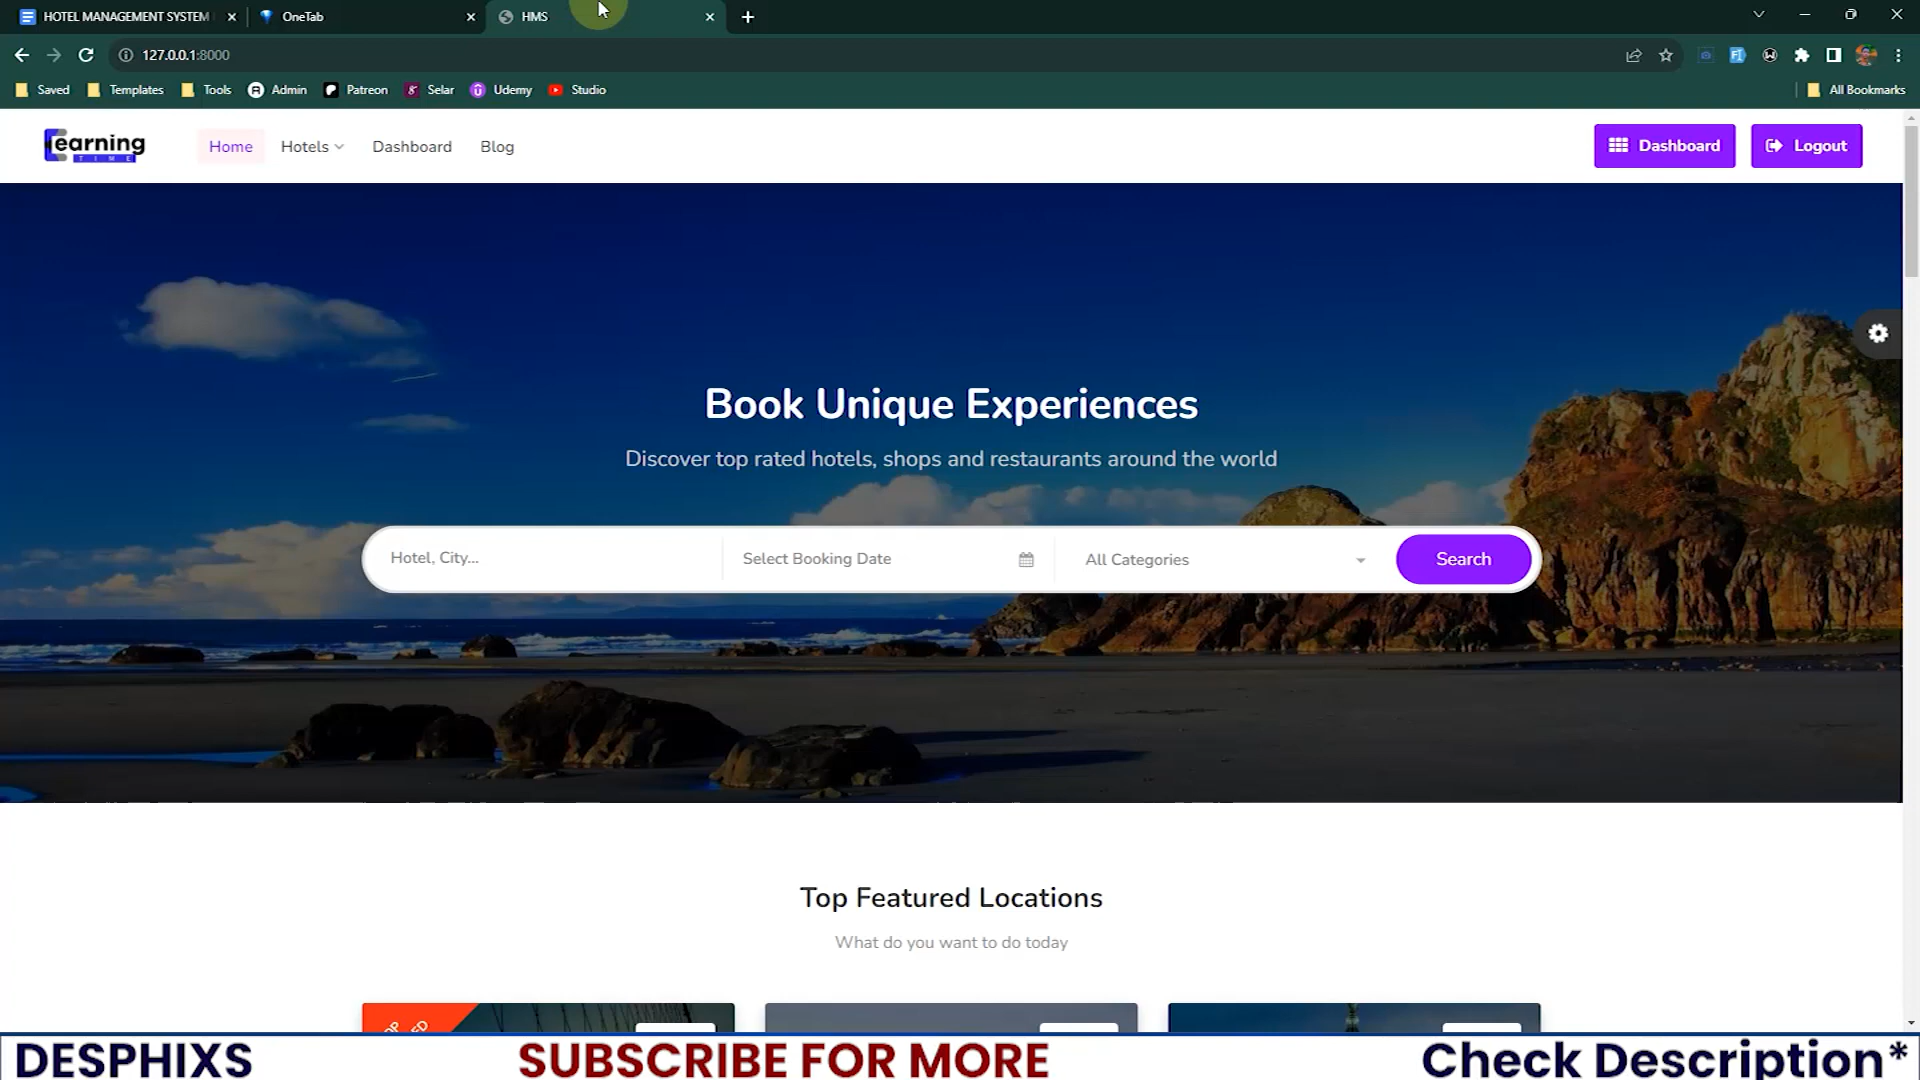 HOTEL MANAGEMENT SYSTEM
OneTab
HMS
127.0.0.1:8000
Saved
Templates
Tools
Admin
Patreon
Selar
Udemy
Studio
All Bookmarks
Learning
TIME
Home
Hotels
Dashboard
Blog
Dashboard
Logout
Book Unique Experiences
Discover top rated hotels, shops and restaurants around the world
Hotel, City...
Select Booking Date
All Categories
Search
Top Featured Locations
What do you want to do today
DESPHIXS
SUBSCRIBE FOR MORE
Check Description*